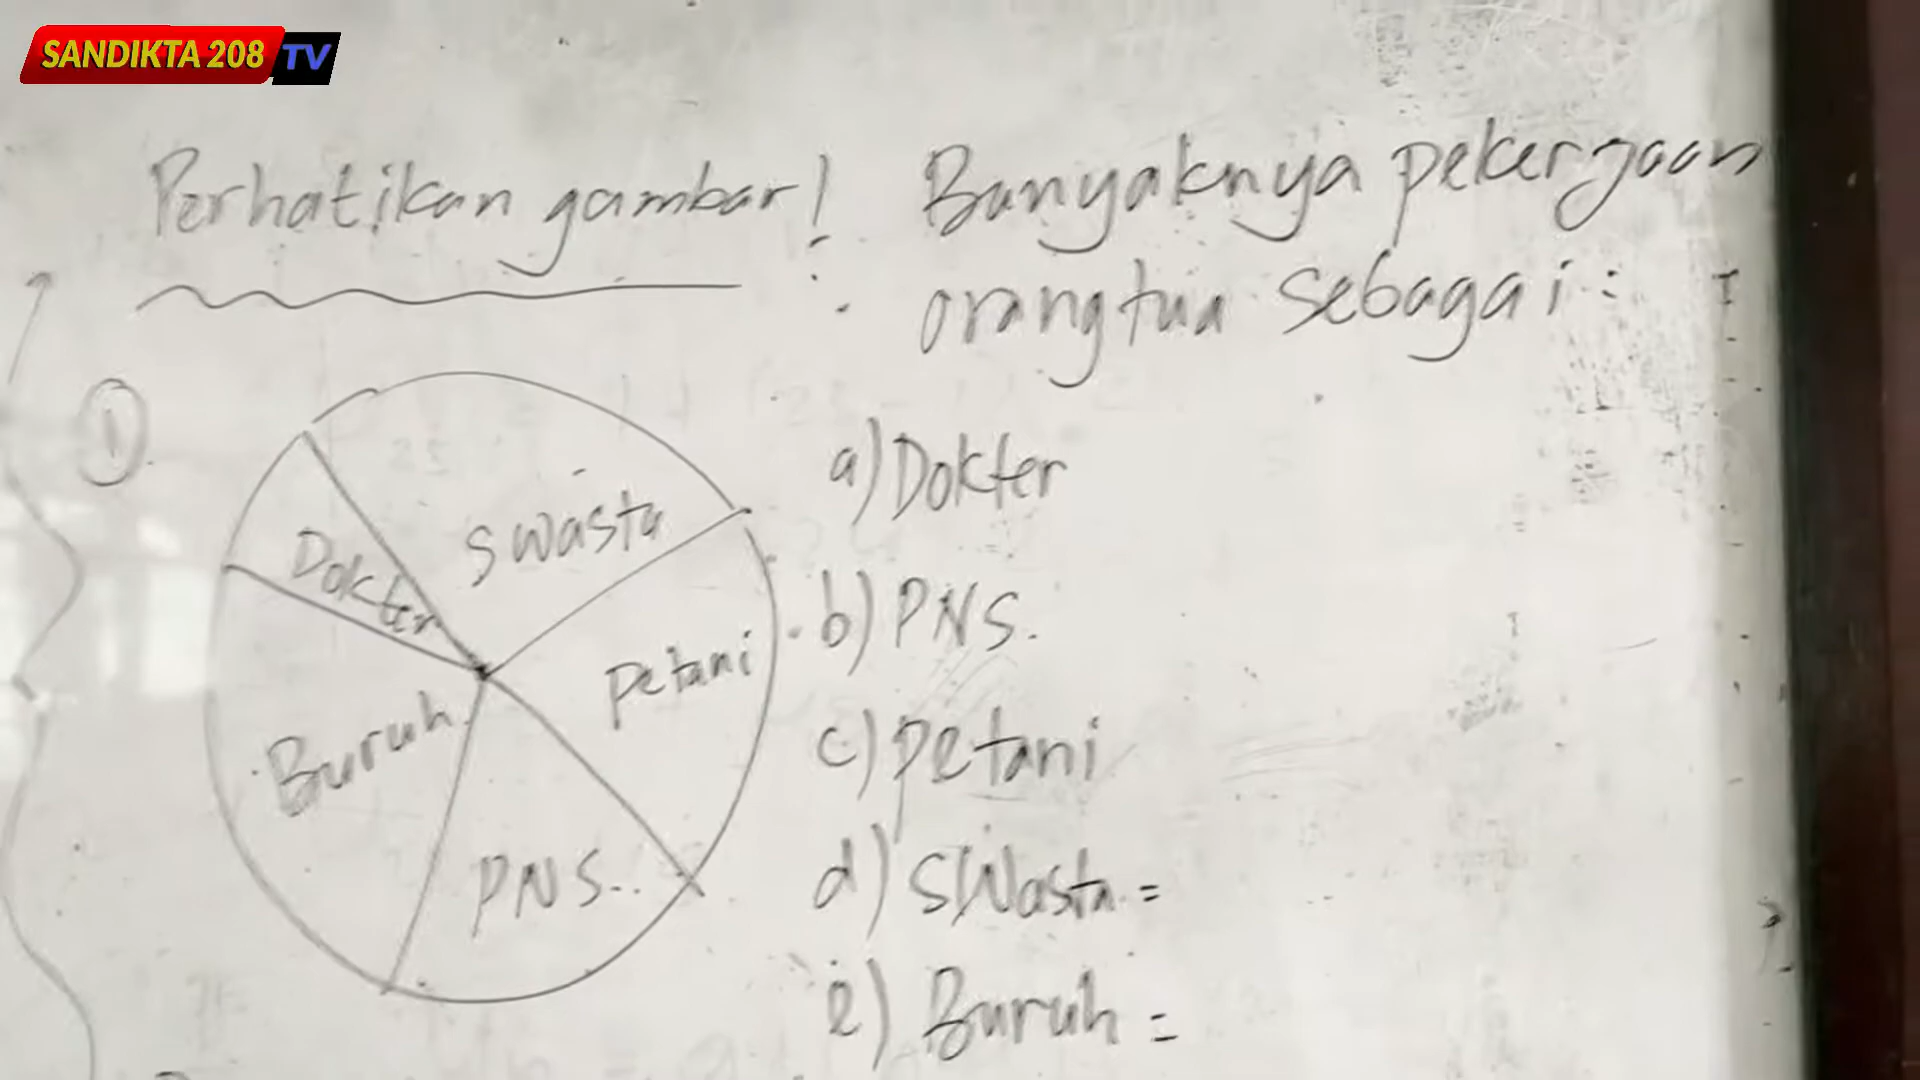 SANDIKTA 208 TV
Perhatikan gambar!
Banyaknya pekerjaan
orangtua sebagai:
1
Dokter
Swasta
Petani
Buruh
PNS
a) Dokter
b) PNS.
c) Petani
d) Swasta =
e) Buruh =